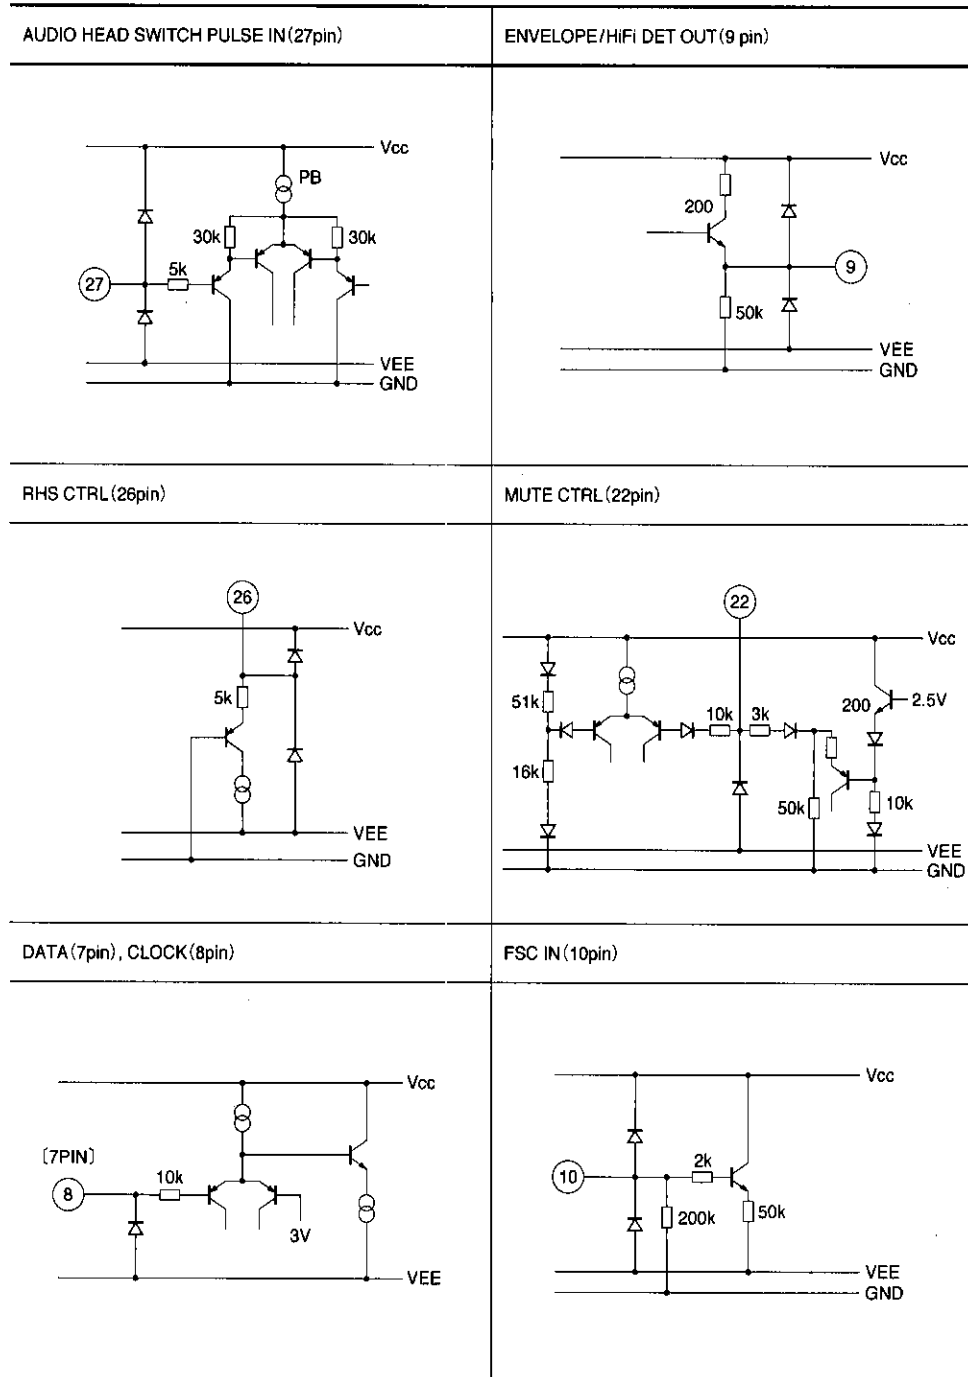 AUDIO HEAD SWITCH PULSE IN(27pin)
Vcc
PB
30k
30k
5k
27
VEE
GND
ENVELOPE/HiFi DET OUT(9 pin)
Vcc
200
9
50k
VEE
GND
RHS CTRL(26pin)
26
Vcc
5k
VEE
GND
MUTE CTRL(22pin)
22
Vcc
51k
10k
3k
200
2.5V
16k
50k
10k
VEE
GND
DATA(7pin), CLOCK(8pin)
Vcc
[7PIN]
8
10k
3V
VEE
FSC IN(10pin)
Vcc
10
2k
200k
50k
VEE
GND